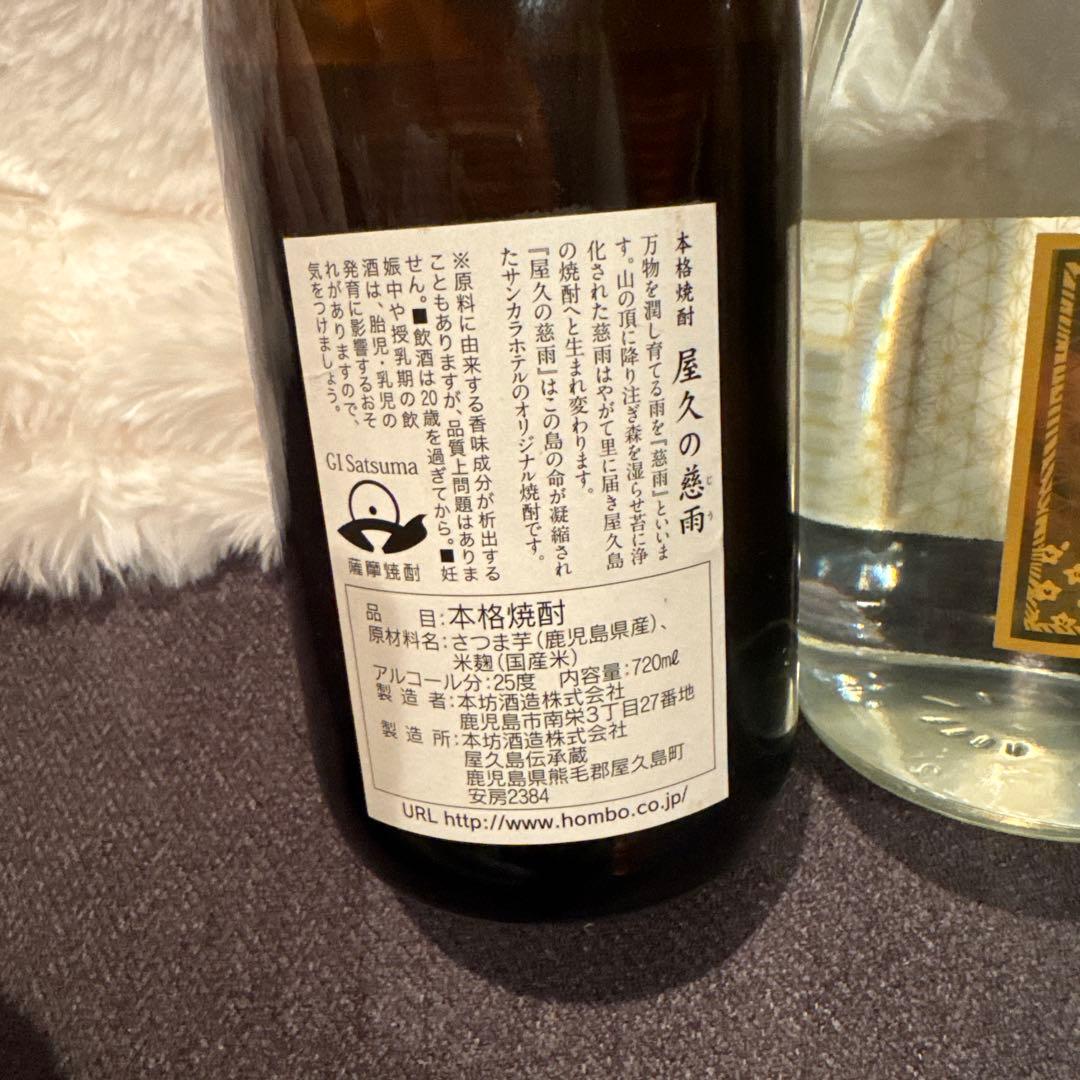 本格焼酎 屋久の慈雨
じう
万物を潤し育てる雨を『慈雨』といいま
す。山の頂に降り注ぎ森を湿らせ苔に浄
化された慈雨はやがて里に届き屋久島
の焼酎へと生まれ変わります。
『屋久の慈雨』はこの島の命が凝縮され
たサンカラホテルのオリジナル焼酎です。
※原料に由来する香味成分が析出する
こともありますが、品質上問題はありま
せん。■飲酒は20歳を過ぎてから。■妊
娠中や授乳期の飲
酒は、胎児・乳児の
発育に影響するおそ
れがありますので、
気をつけましょう。
GI Satsuma
薩摩焼酎
品目:本格焼酎
原材料名:さつま芋(鹿児島県産)、
米麹(国産米)
アルコール分:25度 内容量:720㎖
製造者:本坊酒造株式会社
鹿児島市南栄3丁目27番地
製造所:本坊酒造株式会社
屋久島伝承蔵
鹿児島県熊毛郡屋久島町
安房2384
URL http://www.hombo.co.jp/